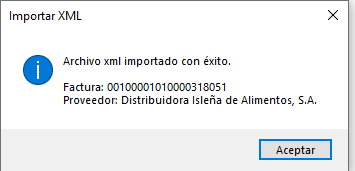 Importar XML
Archivo xml importado con éxito.
Factura: 00100001010000318051
Proveedor: Distribuidora Isleña de Alimentos, S.A.
Aceptar